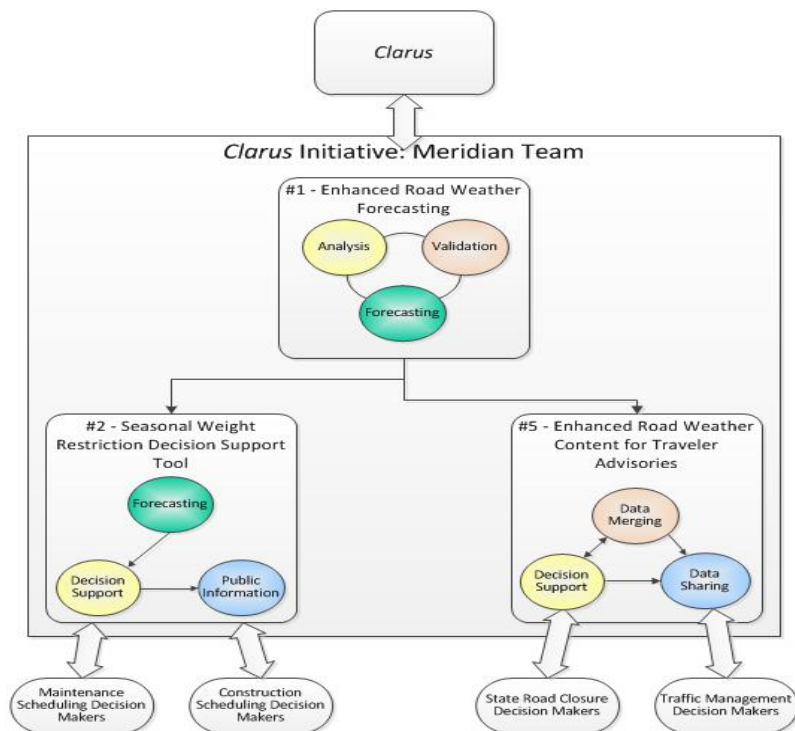 Clarus
Clarus Initiative: Meridian Team
#1 - Enhanced Road Weather
Forecasting
Analysis
Validation
Forecasting
#2 - Seasonal Weight
Restriction Decision Support
Tool
Forecasting
Decision
Support
Public
Information
#5 - Enhanced Road Weather
Content for Traveler
Advisories
Data
Merging
Decision
Support
Data
Sharing
Maintenance
Scheduling Decision
Makers
Construction
Scheduling Decision
Makers
State Road Closure
Decision Makers
Traffic Management
Decision Makers